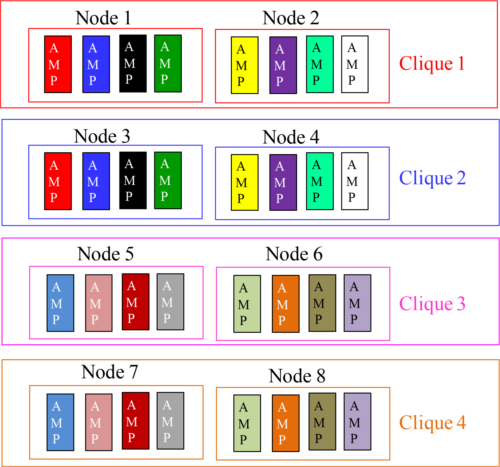 Node 1 Node 2
A A A A A A A A
M M M M M M M M
P P P P P P P P
Clique 1
Node 3 Node 4
A A A A A A A A
M M M M M M M M
P P P P P P P P
Clique 2
Node 5 Node 6
A A A A A A A A
M M M M M M M M
P P P P P P P P
Clique 3
Node 7 Node 8
A A A A A A A A
M M M M M M M M
P P P P P P P P
Clique 4